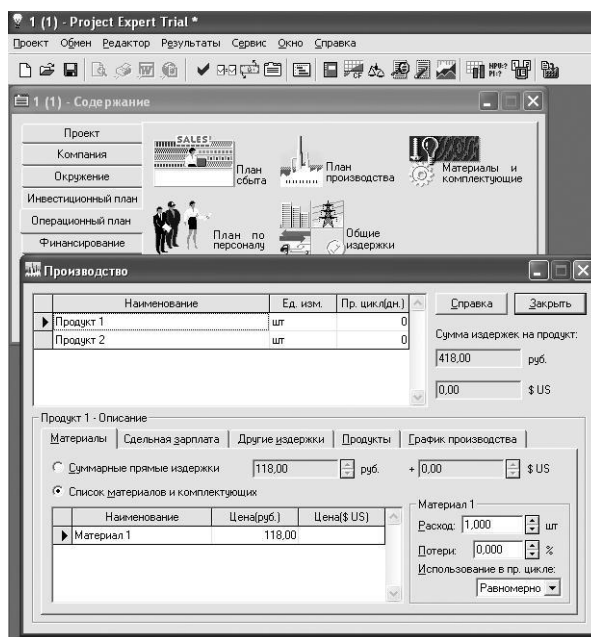 1 (1) - Project Expert Trial *
Проект Обмен Редактор Результаты Сервис Окно Справка
NPV:?
PI:?
1 (1) - Содержание
Проект
Компания
Окружение
Инвестиционный план
Операционный план
Финансирование
SALES!
План
сбыта
План
производства
Материалы и
комплектующие
План по
персоналу
Общие
издержки
Производство
Наименование Ед. изм. Пр. цикл(дн.)
Продукт 1 шт 0
Продукт 2 шт 0
Справка Закрыть
Сумма издержек на продукт:
418,00 руб.
0,00 $ US
Продукт 1 - Описание
Материалы Сдельная зарплата Другие издержки Продукты График производства
Суммарные прямые издержки 118,00 руб. + 0,00 $ US
Список материалов и комплектующих
Наименование Цена(руб.) Цена($ US)
Материал 1 118,00
Материал 1
Расход: 1,000 шт
Потери: 0,000 %
Использование в пр. цикле:
Равномерно